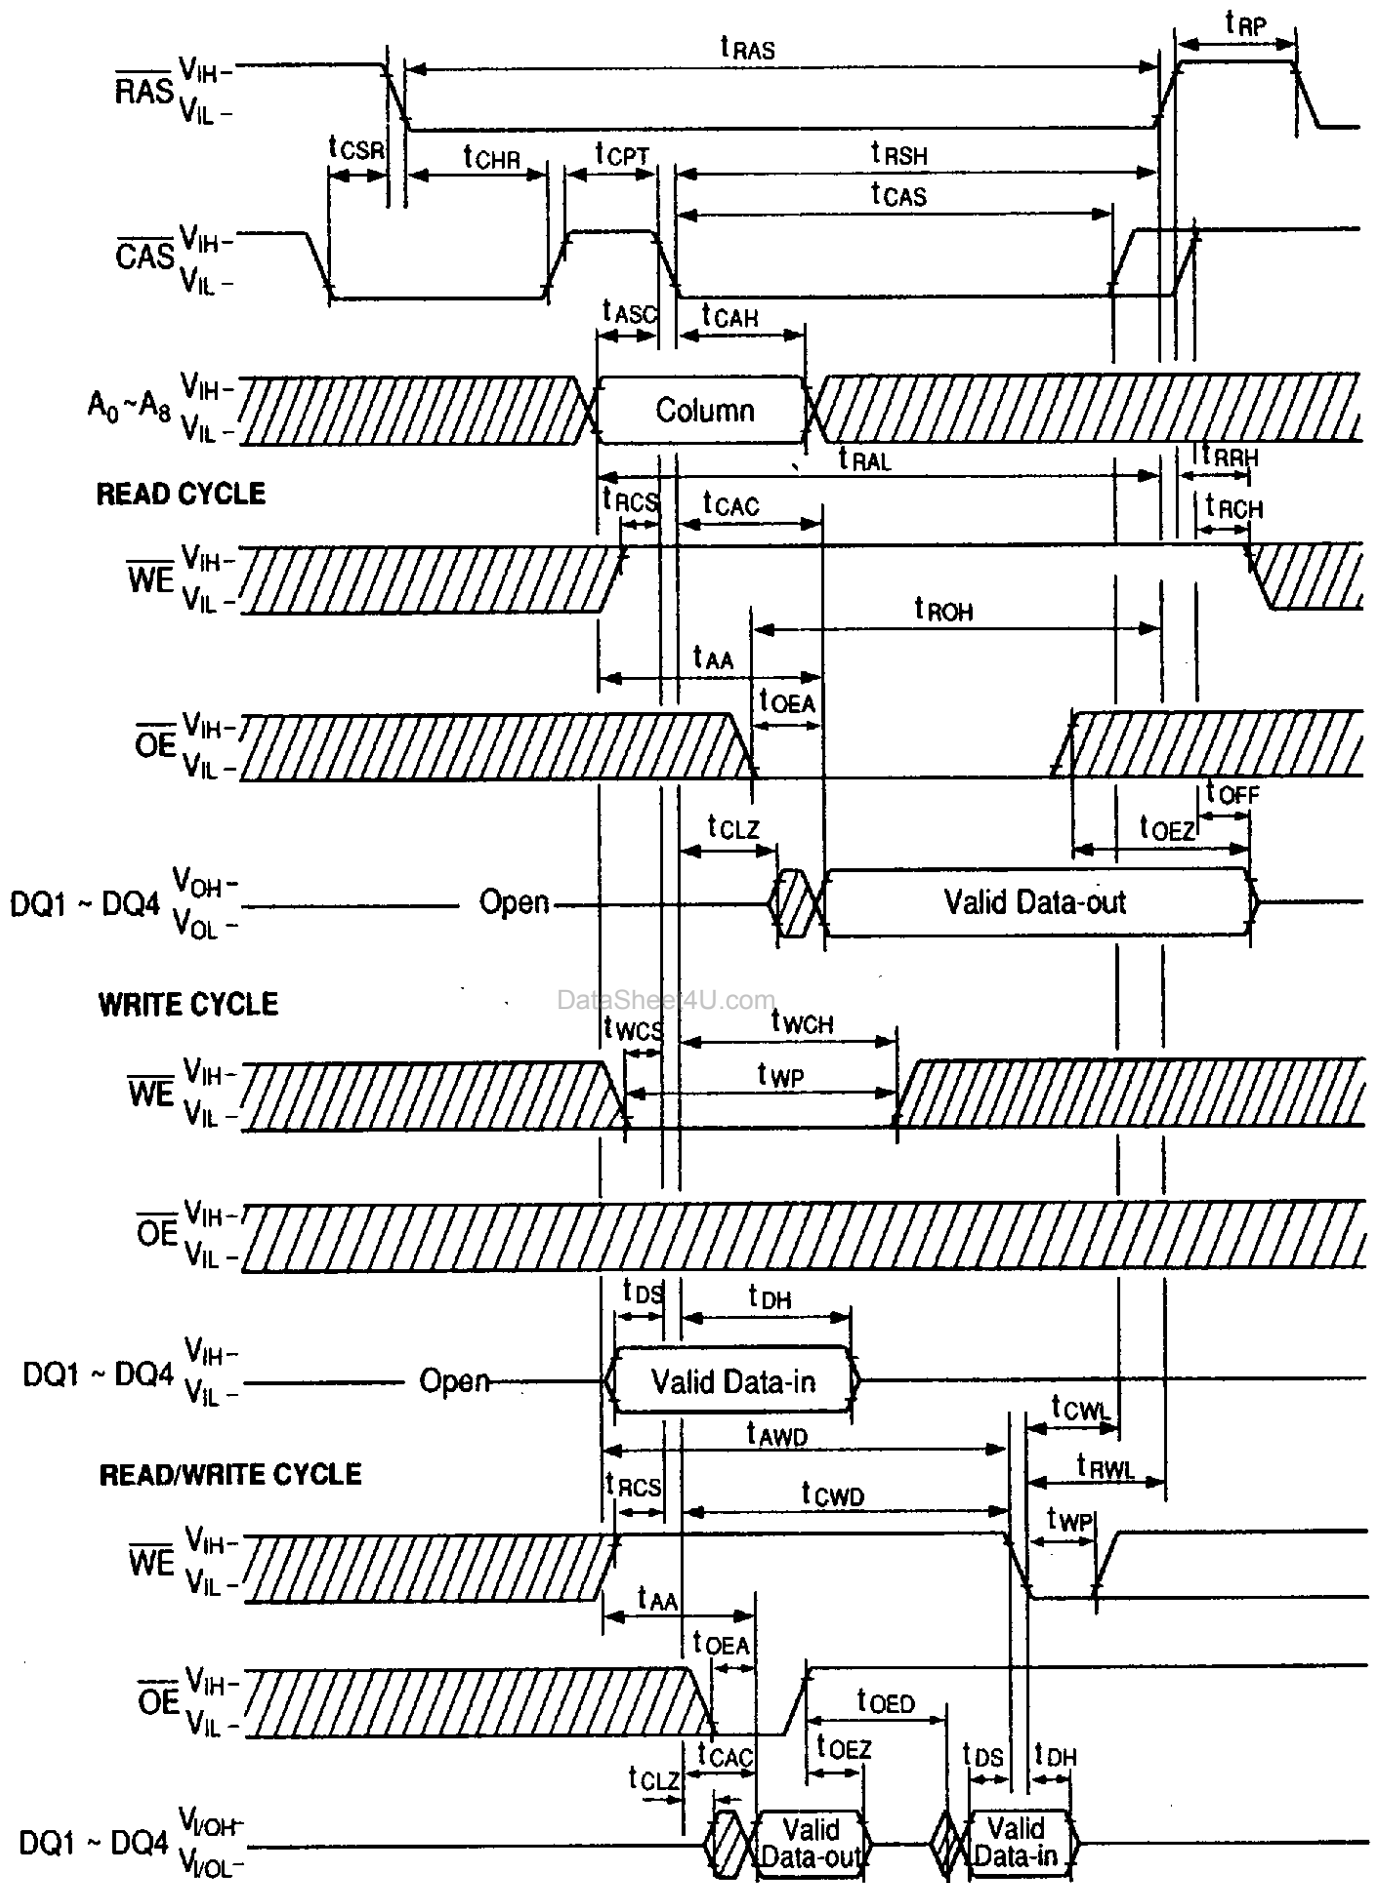 tRP
tRAS
RAS VIH-
VIL-
tCSR tCHR tCPT tRSH
tCAS
CAS VIH-
VIL-
tASC tCAH
A0~A8 VIH-
VIL-
Column
tRAL tRRH
READ CYCLE
tRCS tCAC tRCH
WE VIH-
VIL-
tROH
tAA
tOEA
OE VIH-
VIL-
tOFF
tCLZ tOEZ
DQ1 ~ DQ4 VOH-
VOL-
Open Valid Data-out
WRITE CYCLE
DataSheet4U.com
tWCS tWCH
tWP
WE VIH-
VIL-
OE VIH-
VIL-
tDS tDH
DQ1 ~ DQ4 VIH-
VIL-
Open Valid Data-in
tCWL
tAWD
READ/WRITE CYCLE
tRWL
tRCS tCWD
tWP
WE VIH-
VIL-
tAA
tOEA
OE VIH-
VIL-
tOED
tCAC tOEZ tDS tDH
tCLZ
DQ1 ~ DQ4 VI/OH-
VI/OL-
Valid
Data-out
Valid
Data-in